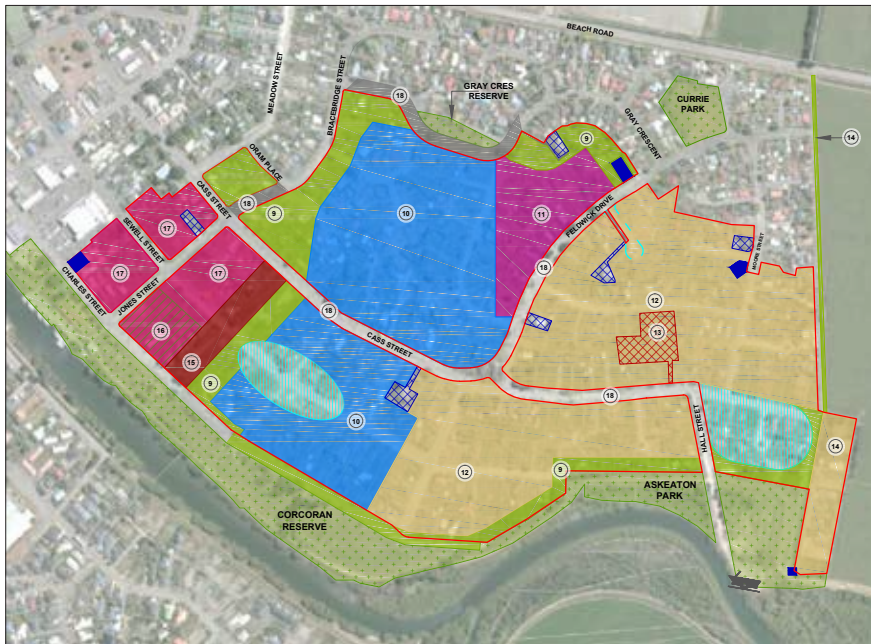 BEACH ROAD
MEADOW STREET
BRACEBRIDGE STREET
18
GRAY CRES
RESERVE
CURRIE
PARK
GRAY CRESCENT
9
14
ORAM PLACE
CASS STREET
18
9
10
11
FELDWICK DRIVE
SEWELL STREET
17
17
17
CHARLES STREET
JONES STREET
MOORE STREET
18
12
18
16
13
CASS STREET
15
9
18
10
HALL STREET
14
12
9
ASKEATON
PARK
CORCORAN
RESERVE